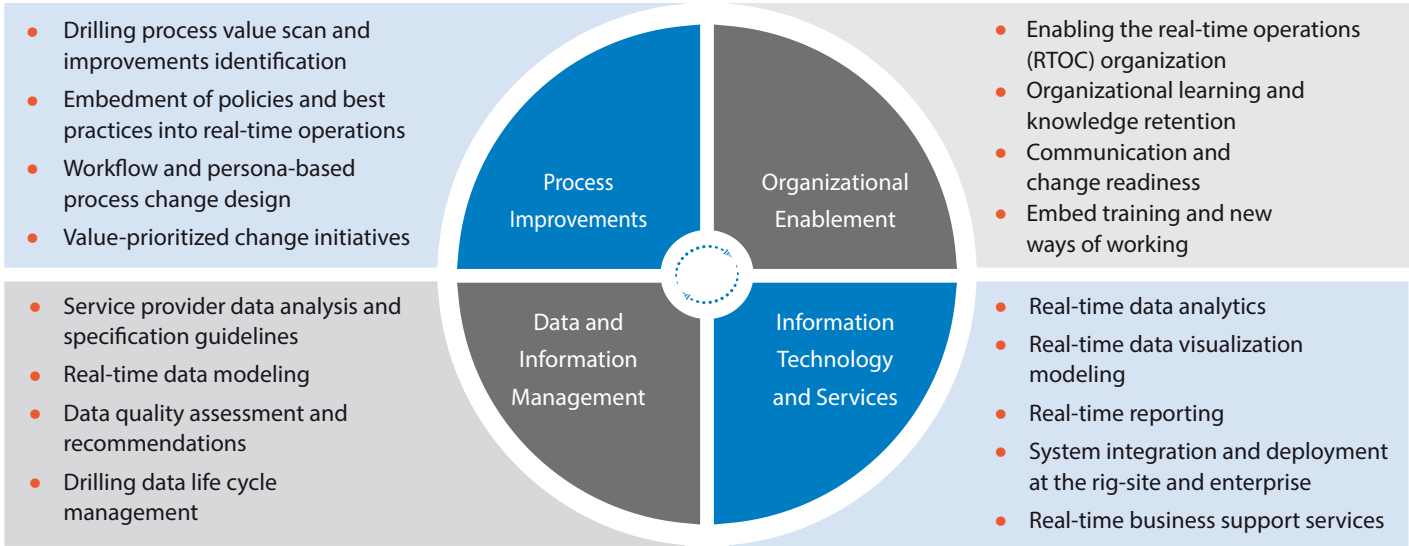 Drilling process value scan and
improvements identification
Embedment of policies and best
practices into real-time operations
Workflow and persona-based
process change design
Value-prioritized change initiatives
Process
Improvements
Organizational
Enablement
Enabling the real-time operations
(RTOC) organization
Organizational learning and
knowledge retention
Communication and
change readiness
Embed training and new
ways of working
Service provider data analysis and
specification guidelines
Real-time data modeling
Data quality assessment and
recommendations
Drilling data life cycle
management
Data and
Information
Management
Information
Technology
and Services
Real-time data analytics
Real-time data visualization
modeling
Real-time reporting
System integration and deployment
at the rig-site and enterprise
Real-time business support services